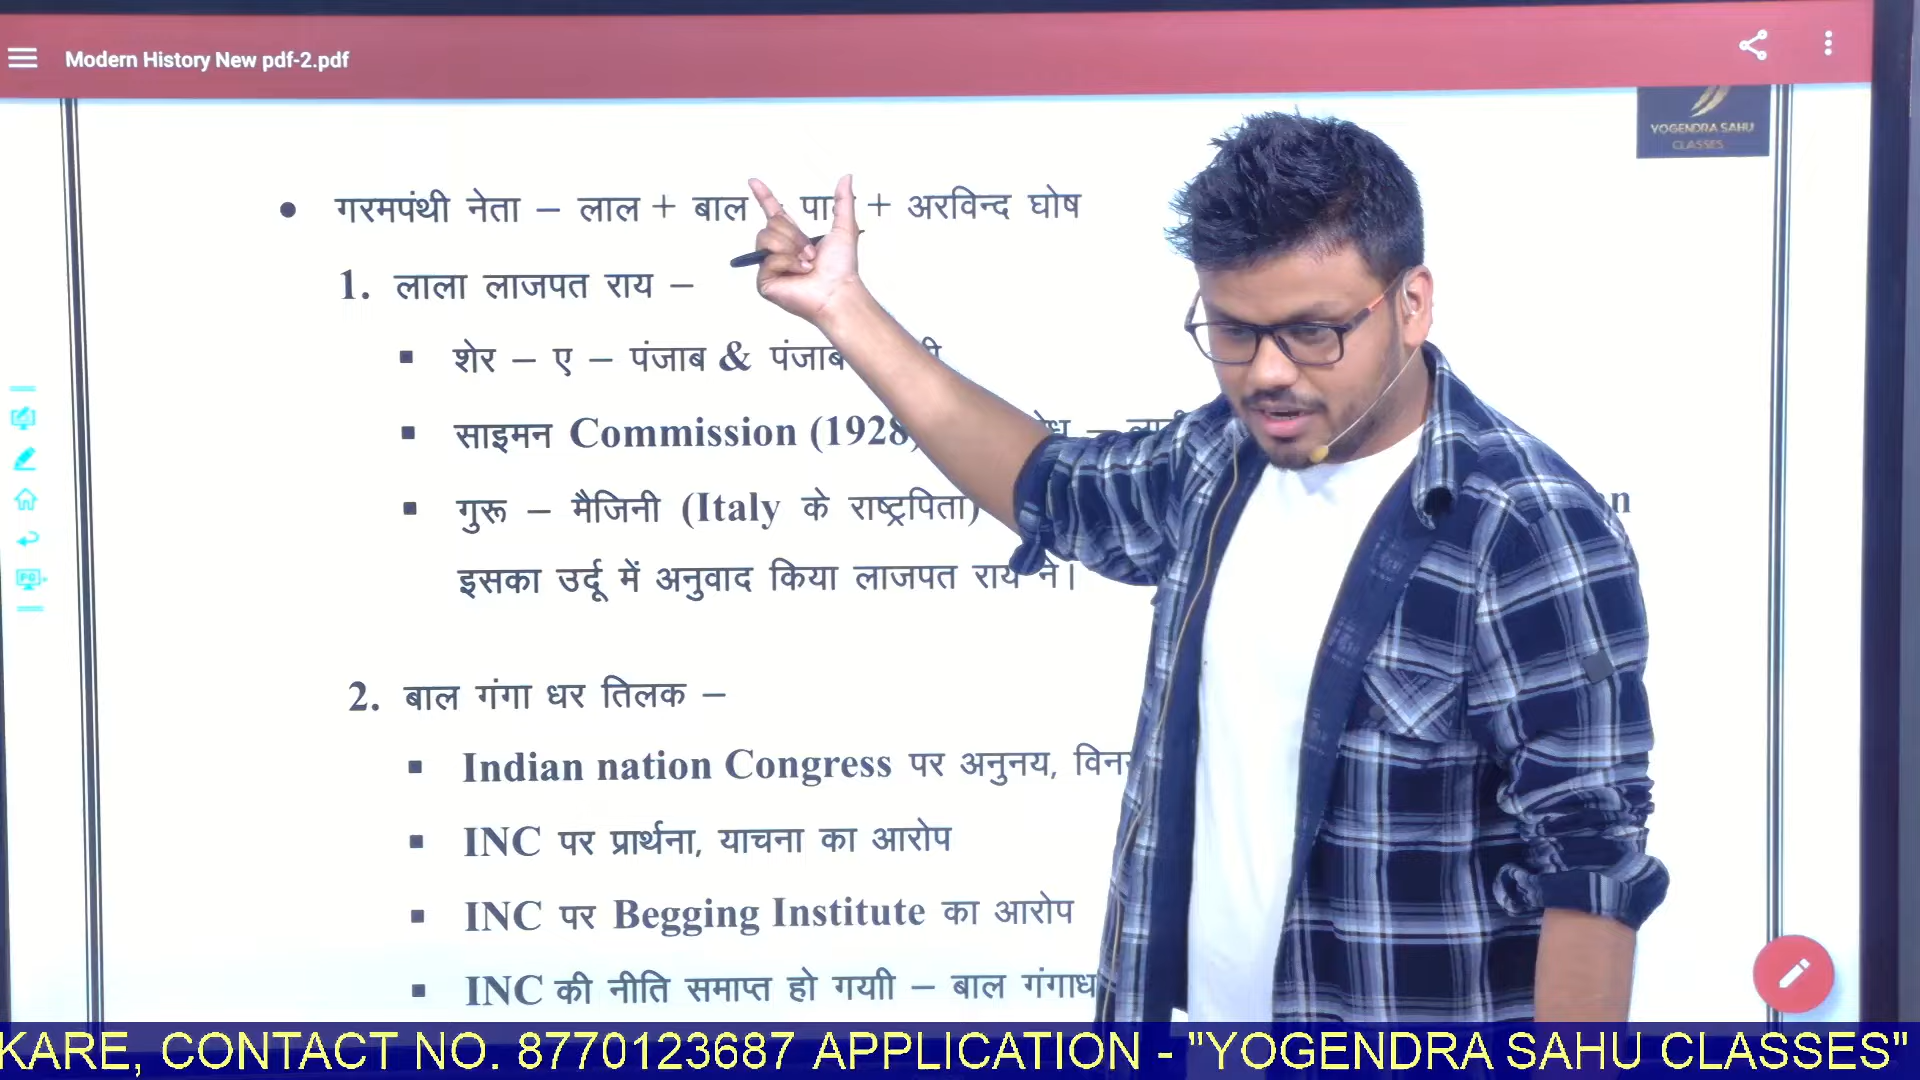 Modern History New pdf-2.pdf
YOGENDRA SAHU
CLASSES
• गरमपंथी नेता – लाल + बाल + अरविन्द घोष
1. लाला लाजपत राय –
▪ शेर – ए – पंजाब & पंजाब
▪ साइमन Commission (1928
▪ गुरू – मैजिनी (Italy के राष्ट्रपिता)
इसका उर्दू में अनुवाद किया लाजपत राय ने।
2. बाल गंगा धर तिलक –
▪ Indian nation Congress पर अनुनय,
▪ INC पर प्रार्थना, याचना का आरोप
▪ INC पर Begging Institute का आरोप
▪ INC की नीति समाप्त हो गयाी – बाल गंगाध
KARE, CONTACT NO. 8770123687 APPLICATION - "YOGENDRA SAHU CLASSES"